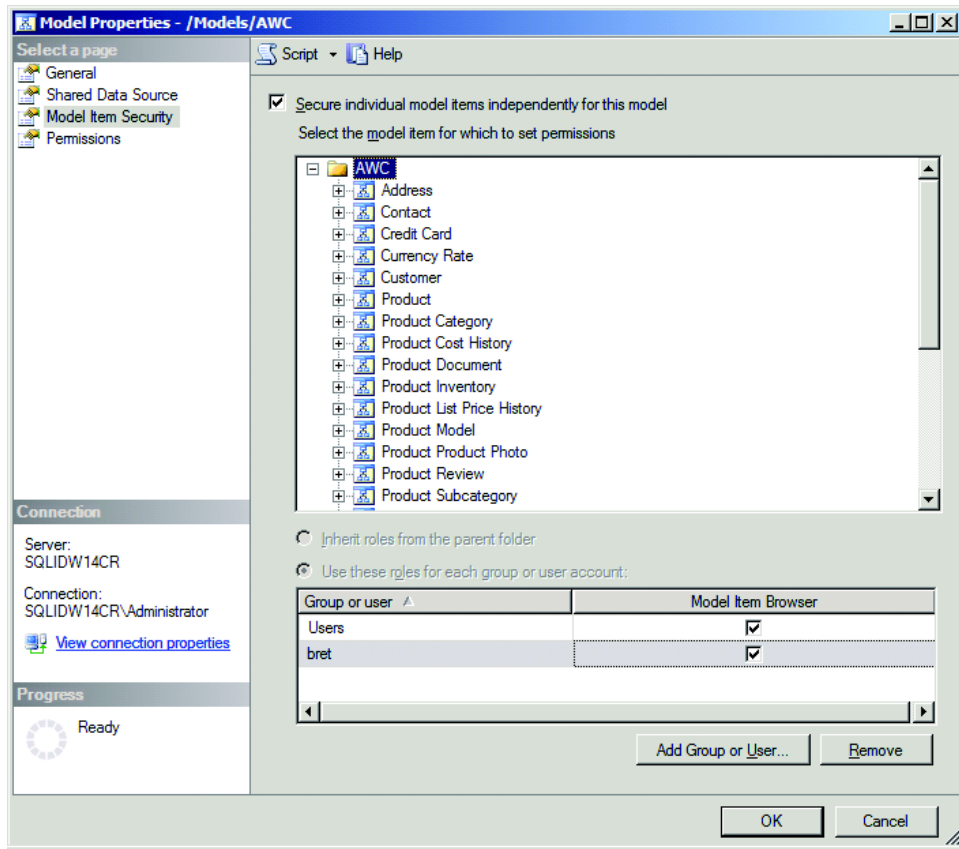 Model Properties - /Models/AWC
Select a page
General
Shared Data Source
Model Item Security
Permissions
Script
Help
Secure individual model items independently for this model
Select the model item for which to set permissions
AWC
Address
Contact
Credit Card
Currency Rate
Customer
Product
Product Category
Product Cost History
Product Document
Product Inventory
Product List Price History
Product Model
Product Product Photo
Product Review
Product Subcategory
Inherit roles from the parent folder
Use these roles for each group or user account:
Group or user
Model Item Browser
Users
bret
Add Group or User...
Remove
Connection
Server:
SQLIDW14CR
Connection:
SQLIDW14CR\Administrator
View connection properties
Progress
Ready
OK
Cancel